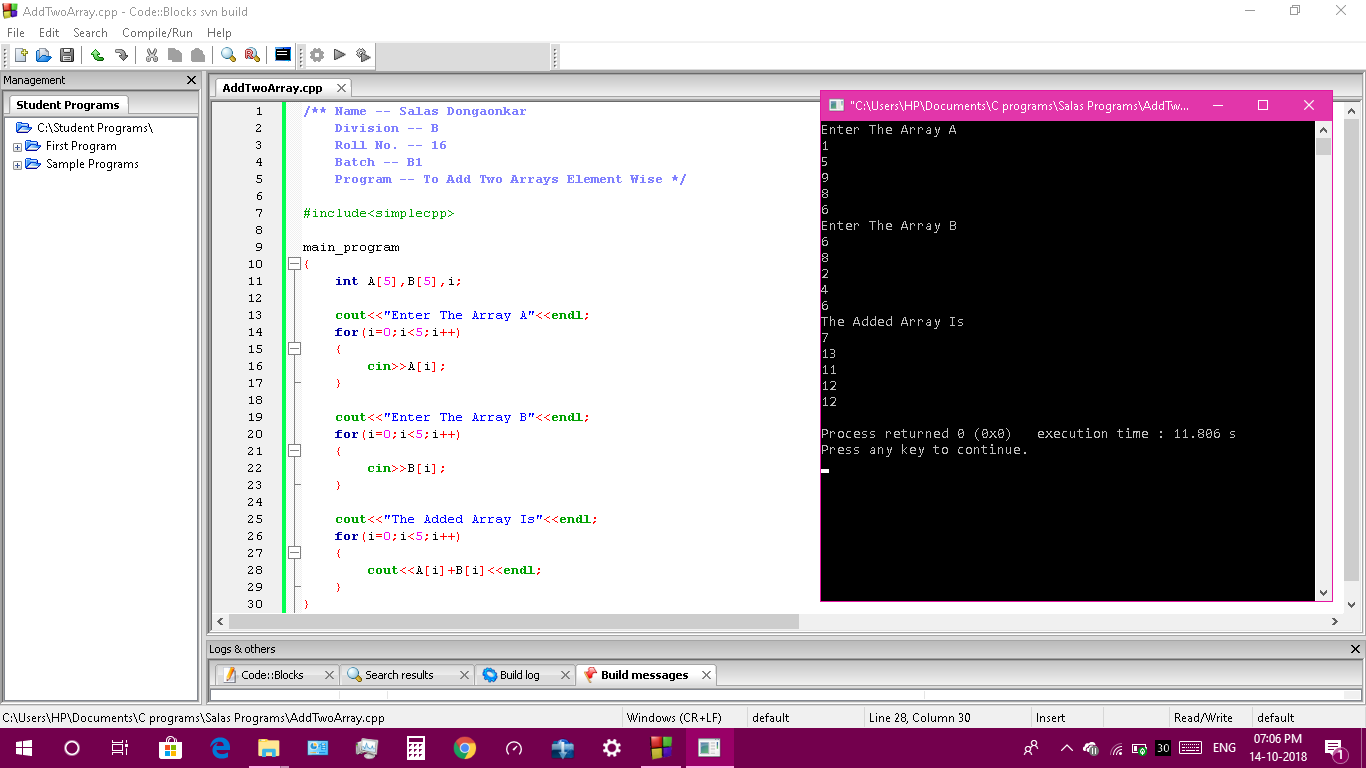 AddTwoArray.cpp - Code::Blocks svn build
File Edit Search Compile/Run Help
Management
Student Programs
C:\Student Programs\
First Program
Sample Programs
AddTwoArray.cpp
1 /** Name -- Salas Dongaonkar
2 Division -- B
3 Roll No. -- 16
4 Batch -- B1
5 Program -- To Add Two Arrays Element Wise */
6
7 #include<simplecpp>
8
9 main_program
10 {
11 int A[5],B[5],i;
12
13 cout<<"Enter The Array A"<<endl;
14 for(i=0;i<5;i++)
15 {
16 cin>>A[i];
17 }
18
19 cout<<"Enter The Array B"<<endl;
20 for(i=0;i<5;i++)
21 {
22 cin>>B[i];
23 }
24
25 cout<<"The Added Array Is"<<endl;
26 for(i=0;i<5;i++)
27 {
28 cout<<A[i]+B[i]<<endl;
29 }
30 }
"C:\Users\HP\Documents\C programs\Salas Programs\AddTw...
Enter The Array A
1
5
9
8
6
Enter The Array B
6
8
2
4
6
The Added Array Is
7
13
11
12
12
Process returned 0 (0x0) execution time : 11.806 s
Press any key to continue.
Logs & others
Code::Blocks Search results Build log Build messages
C:\Users\HP\Documents\C programs\Salas Programs\AddTwoArray.cpp Windows (CR+LF) default Line 28, Column 30 Insert Read/Write default
30 ENG 07:06 PM
14-10-2018
1